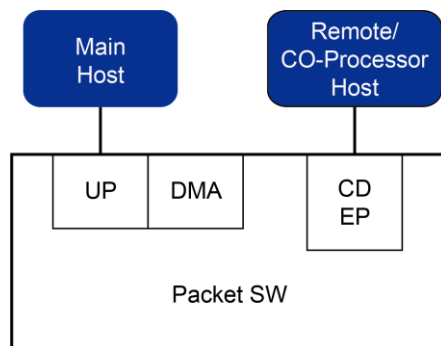 Main
Host
Remote/
CO-Processor
Host
UP
DMA
CD
EP
Packet SW